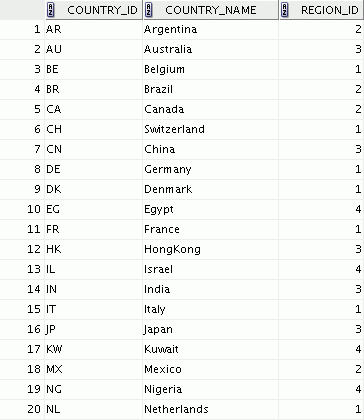 COUNTRY_ID COUNTRY_NAME REGION_ID
1 AR Argentina 2
2 AU Australia 3
3 BE Belgium 1
4 BR Brazil 2
5 CA Canada 2
6 CH Switzerland 1
7 CN China 3
8 DE Germany 1
9 DK Denmark 1
10 EG Egypt 4
11 FR France 1
12 HK HongKong 3
13 IL Israel 4
14 IN India 3
15 IT Italy 1
16 JP Japan 3
17 KW Kuwait 4
18 MX Mexico 2
19 NG Nigeria 4
20 NL Netherlands 1